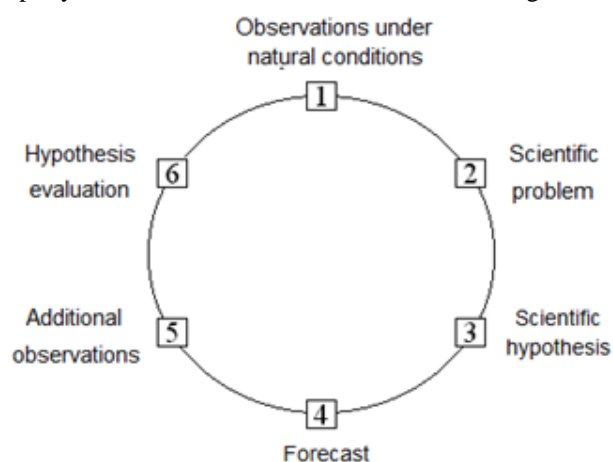 Observations under
natural conditions
1
Hypothesis
evaluation
6
2
Scientific
problem
Additional
observations
5
3
Scientific
hypothesis
4
Forecast